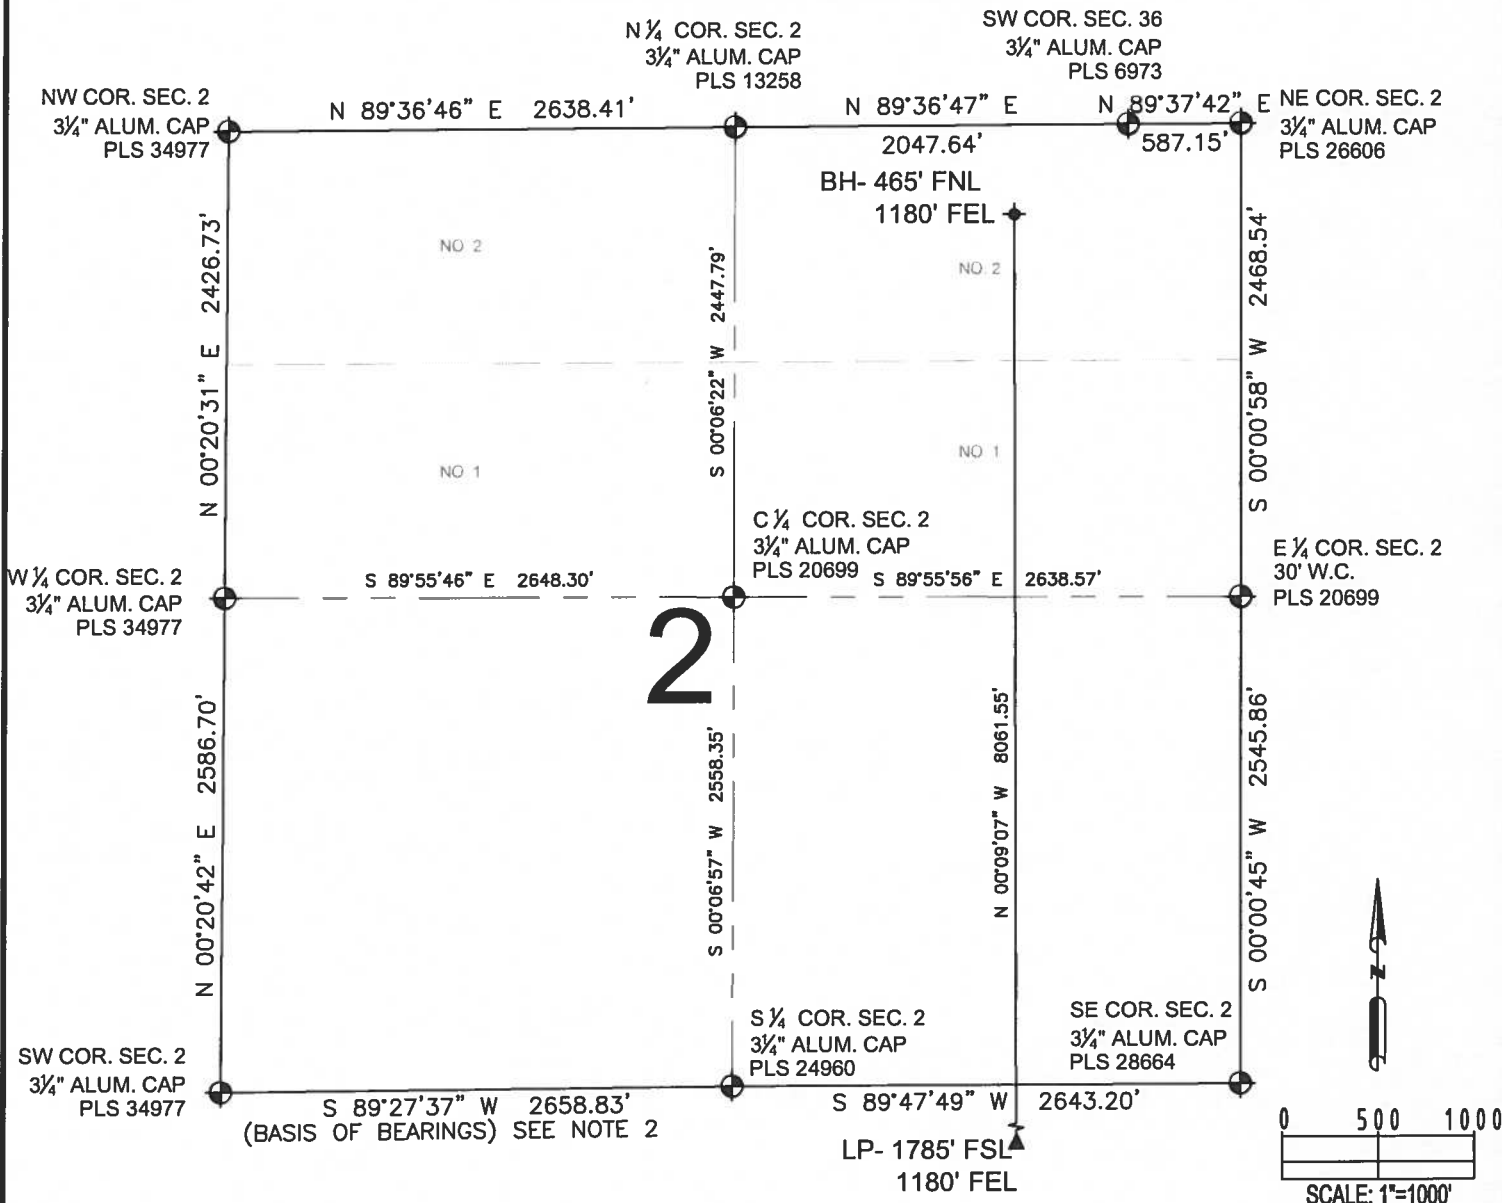 N ¼ COR. SEC. 2
3¼" ALUM. CAP
PLS 13258
SW COR. SEC. 36
3¼" ALUM. CAP
PLS 6973
NW COR. SEC. 2
3¼" ALUM. CAP
PLS 34977
N 89°36'46" E 2638.41'
N 89°36'47" E
2047.64'
N 89°37'42" E
587.15'
NE COR. SEC. 2
3¼" ALUM. CAP
PLS 26606
BH- 465' FNL
1180' FEL
N 00°20'31" E 2426.73'
NO 2
S 00°06'22" W 2447.79'
NO. 2
S 00°00'58" W 2468.54'
NO 1
NO 1
W ¼ COR. SEC. 2
3¼" ALUM. CAP
PLS 34977
S 89°55'46" E 2648.30'
C ¼ COR. SEC. 2
3¼" ALUM. CAP
PLS 20699
S 89°55'56" E 2638.57'
E ¼ COR. SEC. 2
30' W.C.
PLS 20699
2
N 00°20'42" E 2586.70'
S 00°06'57" W 2558.35'
N 00°09'07" W 8061.55'
S 00°00'45" W 2545.86'
N
SW COR. SEC. 2
3¼" ALUM. CAP
PLS 34977
S 89°27'37" W 2658.83'
(BASIS OF BEARINGS) SEE NOTE 2
S ¼ COR. SEC. 2
3¼" ALUM. CAP
PLS 24960
SE COR. SEC. 2
3¼" ALUM. CAP
PLS 28664
S 89°47'49" W 2643.20'
LP- 1785' FSL
1180' FEL
0 500 1000
SCALE: 1"=1000'